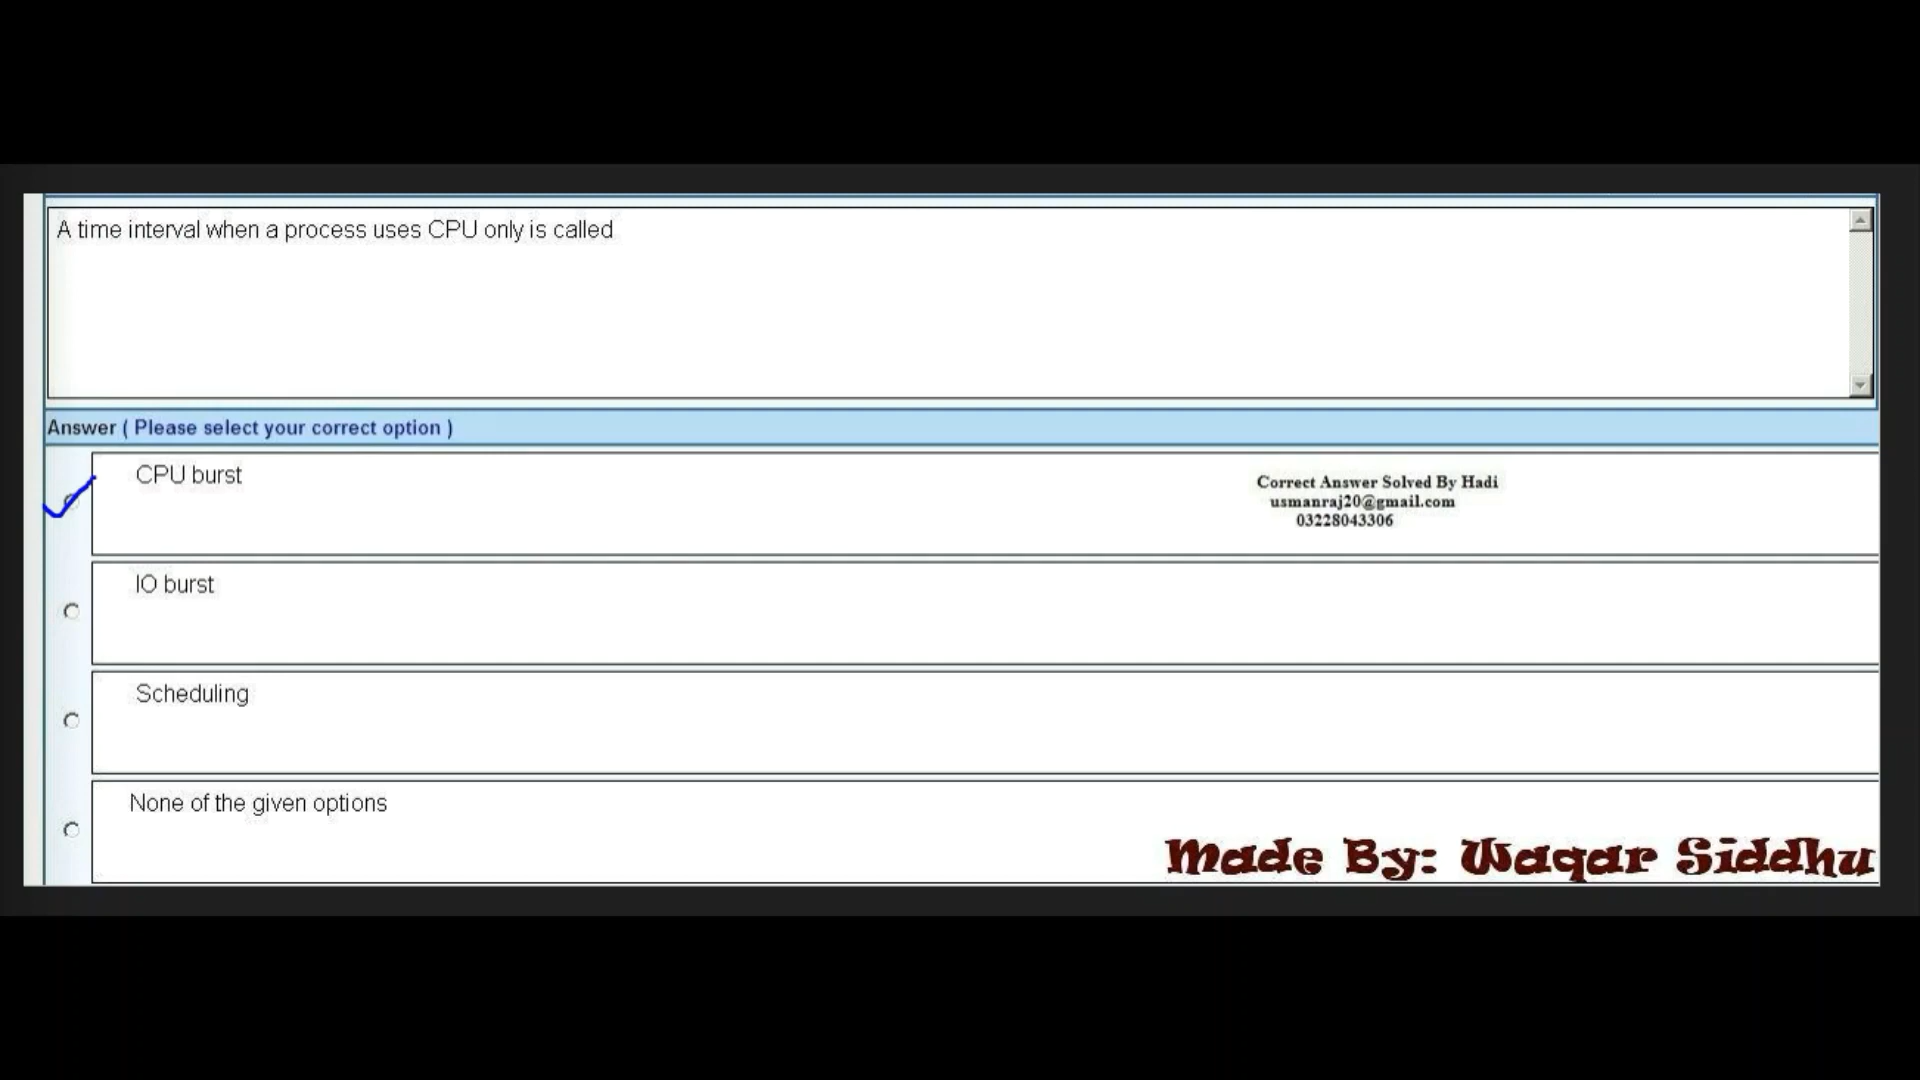 A time interval when a process uses CPU only is called
Answer ( Please select your correct option )
CPU burst
Correct Answer Solved By Hadi
usmanraj20@gmail.com
03228043306
IO burst
Scheduling
None of the given options
Made By: Waqar Siddhu